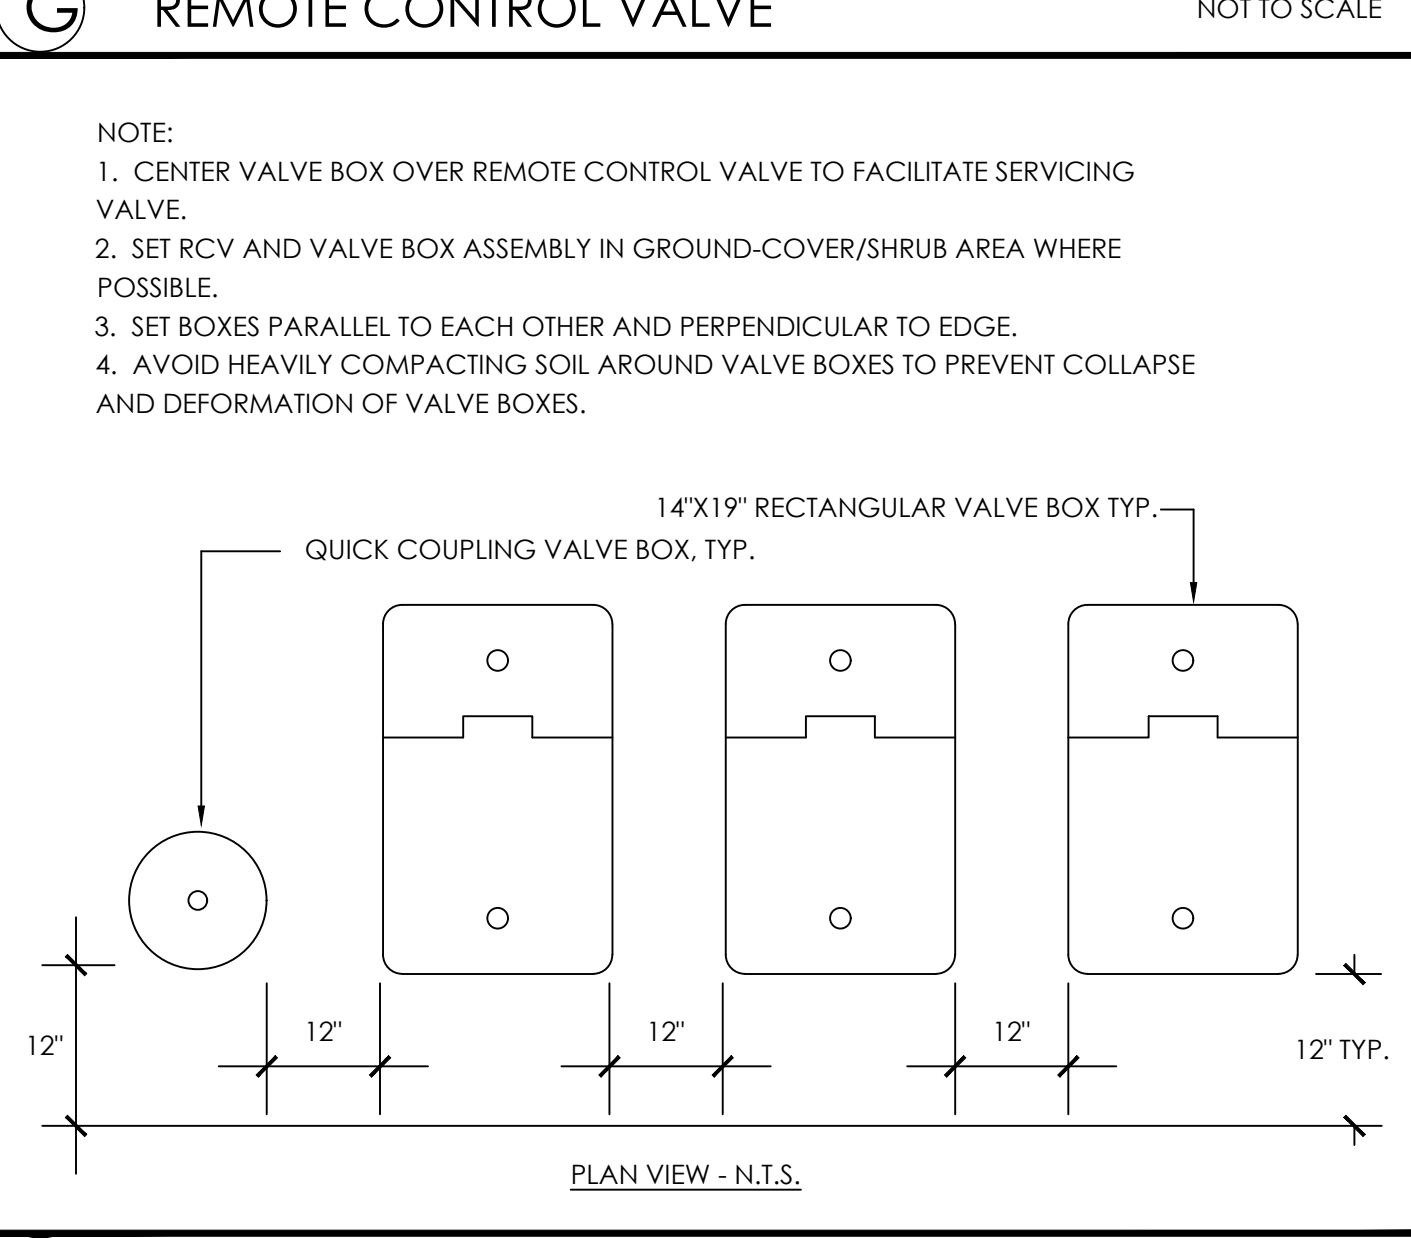 G
REMOTE CONTROL VALVE
NOT TO SCALE
NOTE:
1. CENTER VALVE BOX OVER REMOTE CONTROL VALVE TO FACILITATE SERVICING
VALVE.
2. SET RCV AND VALVE BOX ASSEMBLY IN GROUND-COVER/SHRUB AREA WHERE
POSSIBLE.
3. SET BOXES PARALLEL TO EACH OTHER AND PERPENDICULAR TO EDGE.
4. AVOID HEAVILY COMPACTING SOIL AROUND VALVE BOXES TO PREVENT COLLAPSE
AND DEFORMATION OF VALVE BOXES.
14"X19" RECTANGULAR VALVE BOX TYP.
QUICK COUPLING VALVE BOX, TYP.
12"
12"
12"
12"
12" TYP.
PLAN VIEW - N.T.S.